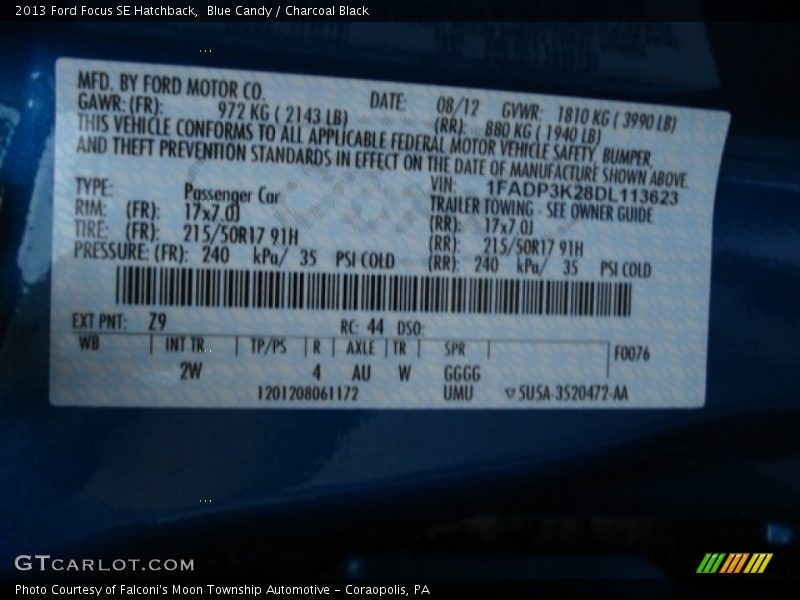 2013 Ford Focus SE Hatchback,  Blue Candy / Charcoal Black
MFD. BY FORD MOTOR CO.
DATE: 08/12 GVWR: 1810 KG ( 3990 LB)
GAWR: (FR): 972 KG ( 2143 LB) (RR): 880 KG ( 1940 LB)
THIS VEHICLE CONFORMS TO ALL APPLICABLE FEDERAL MOTOR VEHICLE SAFETY, BUMPER,
AND THEFT PREVENTION STANDARDS IN EFFECT ON THE DATE OF MANUFACTURE SHOWN ABOVE.
VIN: 1FADP3K28DL113623
TYPE: Passenger Car TRAILER TOWING - SEE OWNER GUIDE
RIM: (FR): 17x7.0J (RR): 17x7.0J
TIRE: (FR): 215/50R17 91H (RR): 215/50R17 91H
PRESSURE: (FR): 240 kPa/ 35 PSI COLD (RR): 240 kPa/ 35 PSI COLD
EXT PNT: Z9 RC: 44 DSO:
WB INT TR TP/PS R AXLE TR SPR F0076
2W 4 AU W GGGG
1201208061172 UMU ▽5U5A-3520472-AA
GTCARLOT.COM
Photo Courtesy of Falconi's Moon Township Automotive – Coraopolis, PA